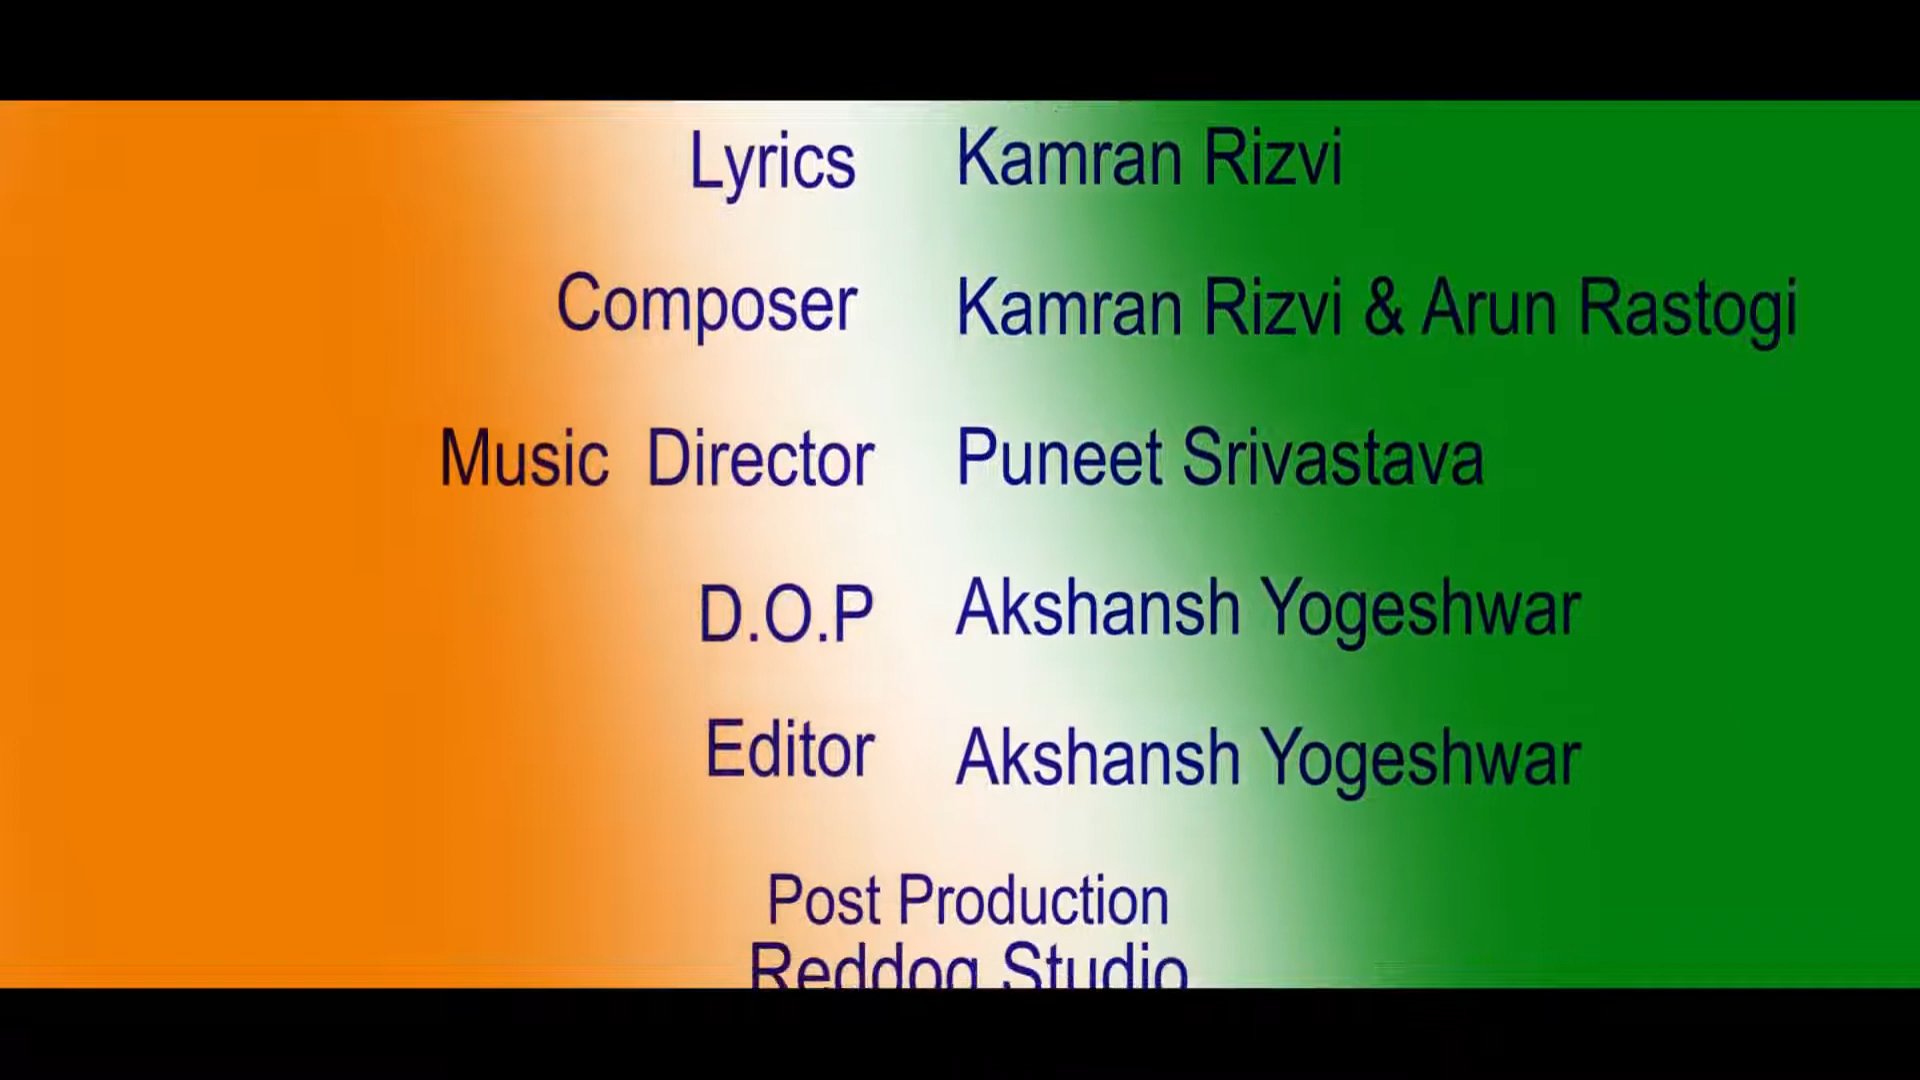 Lyrics Kamran Rizvi
Composer Kamran Rizvi & Arun Rastogi
Music Director Puneet Srivastava
D.O.P Akshansh Yogeshwar
Editor Akshansh Yogeshwar
Post Production
Reddog Studio